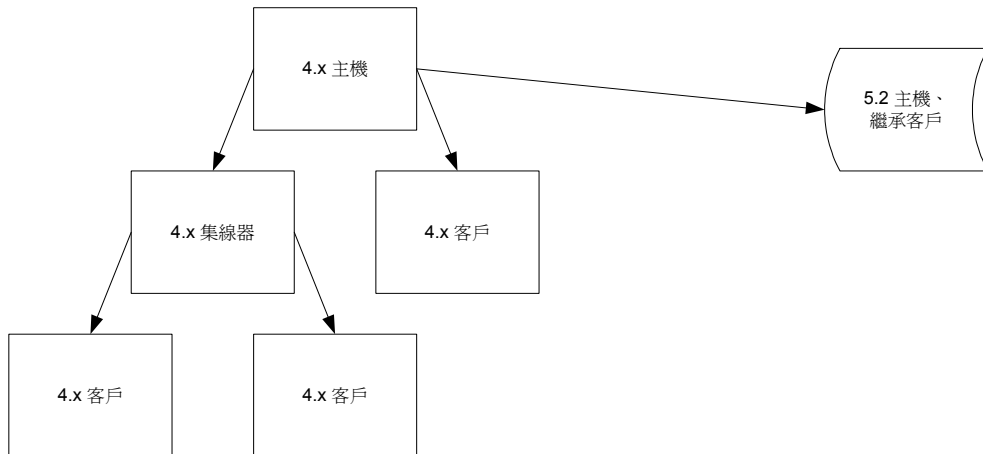 4.x 主機
5.2 主機、
繼承客戶
4.x 集線器
4.x 客戶
4.x 客戶
4.x 客戶